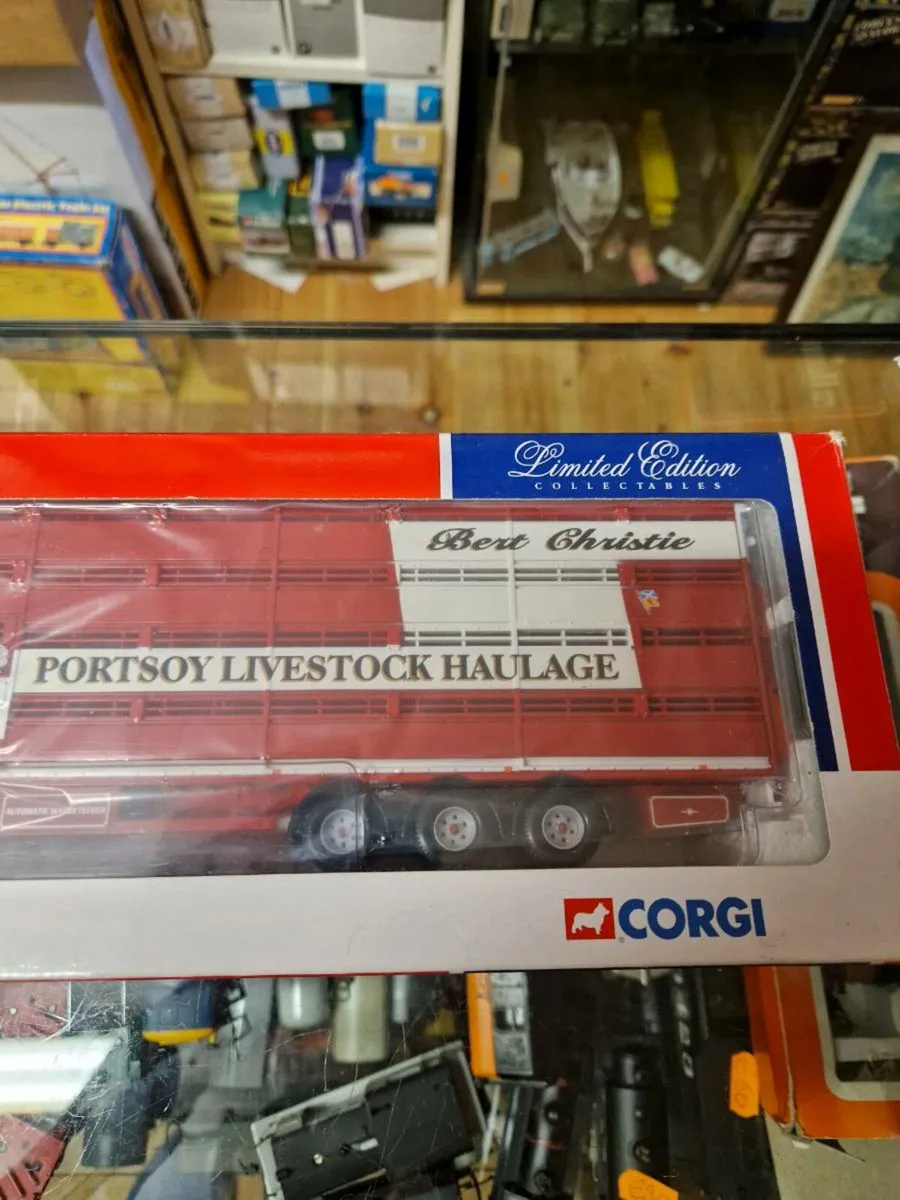 Limited Edition
COLLECTABLES
Bert Christie
PORTSOY LIVESTOCK HAULAGE
CORGI